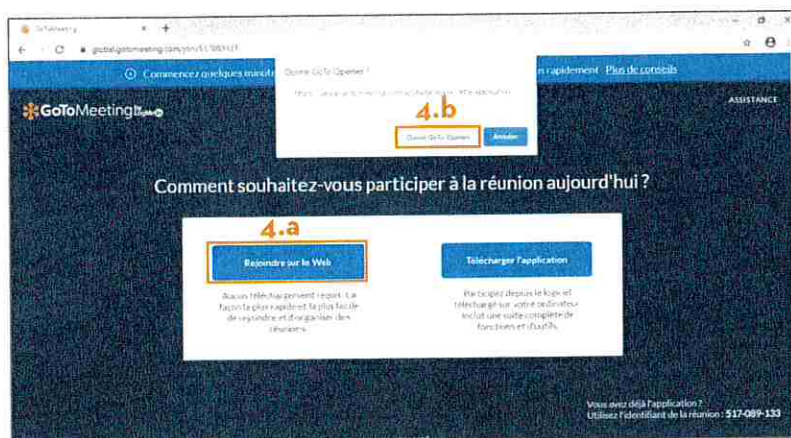 GoToMeeting
global.gotomeeting.com/join/517089133
Ouvrir GoTo Opener ?
Commencez quelques minute
n rapidement Plus de conseils
4.b
Ouvrir GoTo Opener
Annuler
GoToMeeting
ASSISTANCE
Comment souhaitez-vous participer à la réunion aujourd'hui ?
4.a
Rejoindre sur le Web
Télécharger l'application
Aucun téléchargement requis. La
façon la plus rapide et la plus facile
de rejoindre et d'organiser des
réunions.
Participez depuis le logiciel
téléchargé sur votre ordinateur
Inclut une suite complète de
fonctions et d'outils.
Vous avez déjà l'application ?
Utilisez l'identifiant de la réunion : 517-089-133